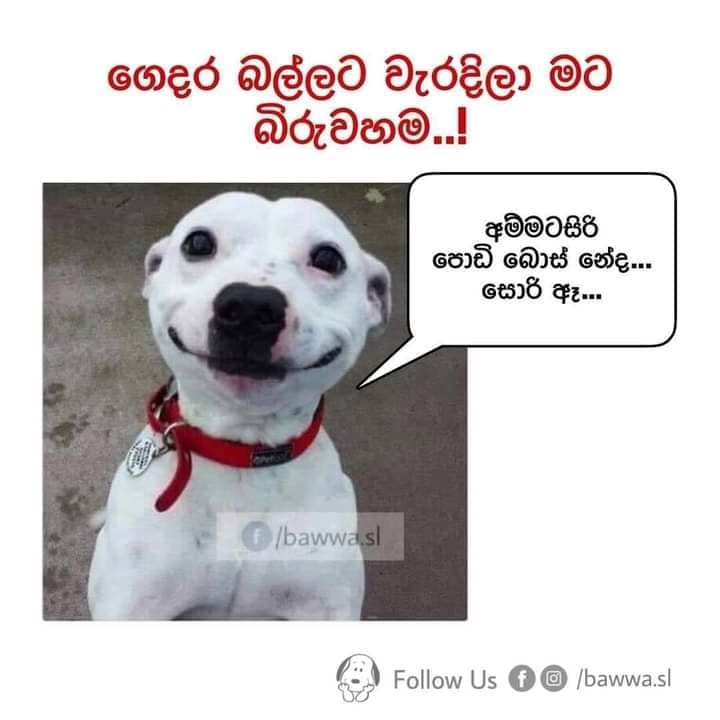 ගෙදර බල්ලට වැරදිලා මට
බිරුවහම..!
අම්මටසිරි
පොඩි බොස් නේද...
සොරි ඈ...
/bawwa.sl
Follow Us /bawwa.sl